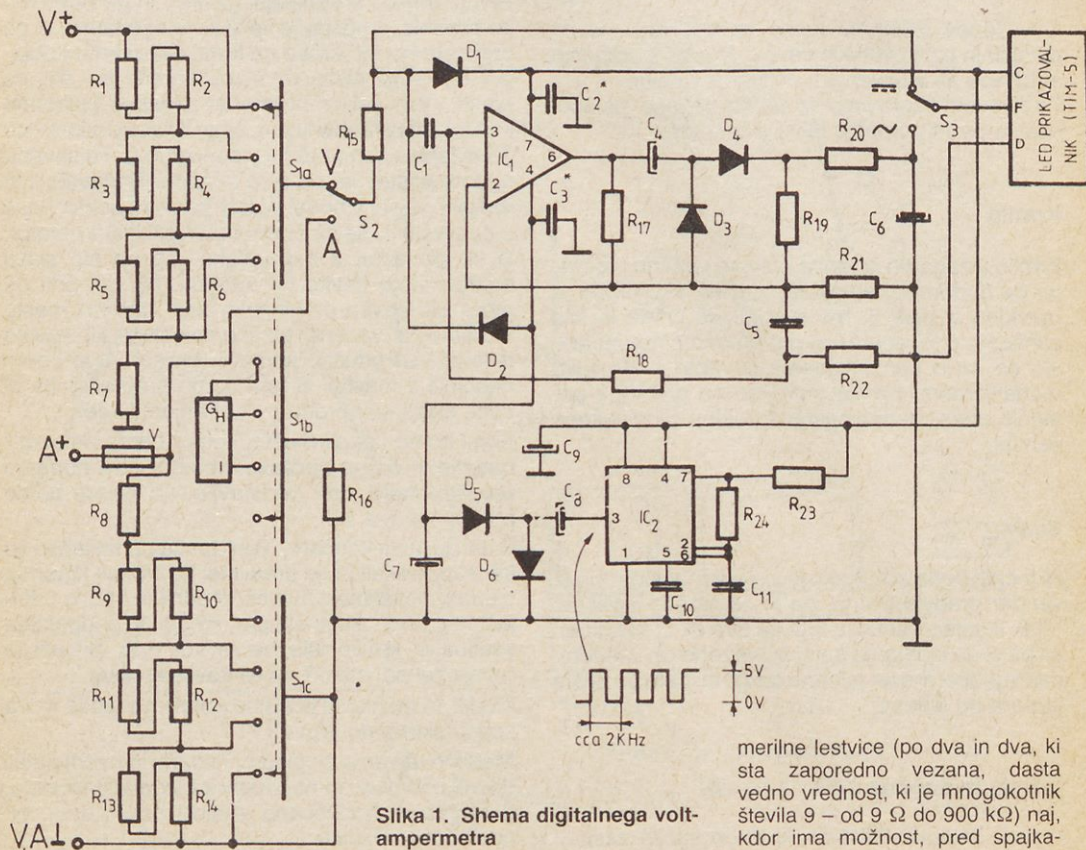 V+
R1
R2
R3
R4
R5
R6
R7
A+
V
R8
R9
R10
R11
R12
R13
R14
V,A⊥
S1a
S1b
S1c
G
H
I
R16
V
S2
A
R15
D1
C1
3
2
IC1
7
4
6
C2*
C3*
D2
R17
C4
D3
D4
R19
R20
~
R21
R22
C5
C6
R18
S3
C
F
D
LED PRIKAZOVAL-
NIK (TIM-5)
C7
D5
D6
C8
C9
8
4
7
3
IC2
2
6
1
5
R24
R23
C10
C11
5V
0V
cca 2KHz
Slika 1. Shema digitalnega volt-
ampermetra
merilne lestvice (po dva in dva, ki
sta zaporedno vezana, dasta
vedno vrednost, ki je mnogokotnik
števila 9 – od 9 Ω do 900 kΩ) naj,
kdor ima možnost, pred spajka-